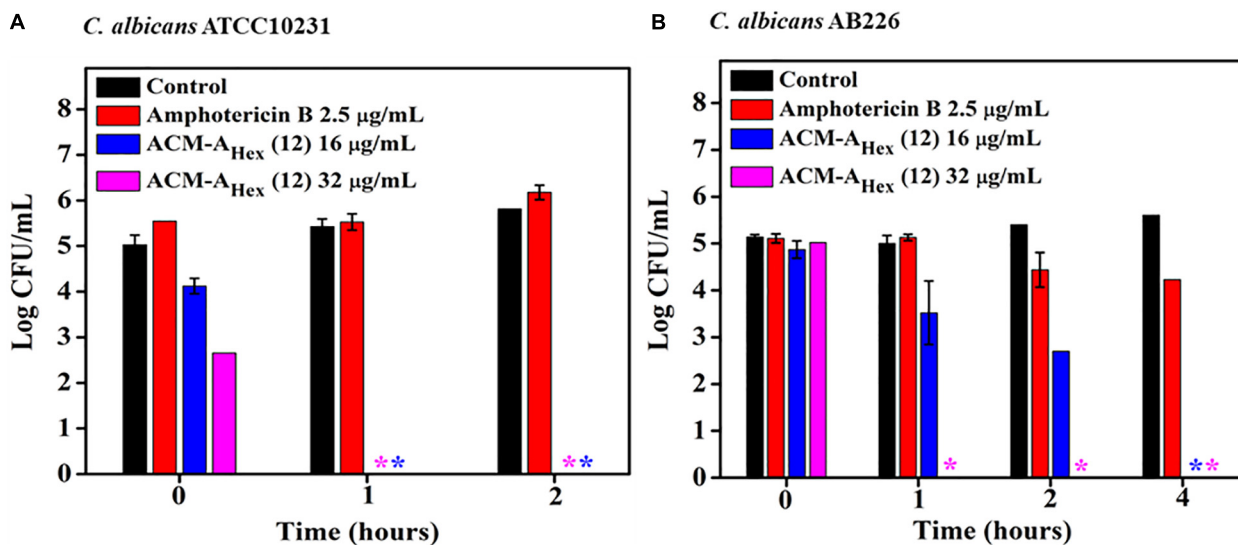 A
C. albicans ATCC10231
Control
Amphotericin B 2.5 μg/mL
ACM-AHex (12) 16 μg/mL
ACM-AHex (12) 32 μg/mL
Log CFU/mL
8
7
6
5
4
3
2
1
0
* *
* *
0 1 2
Time (hours)
B
C. albicans AB226
Control
Amphotericin B 2.5 μg/mL
ACM-AHex (12) 16 μg/mL
ACM-AHex (12) 32 μg/mL
Log CFU/mL
8
7
6
5
4
3
2
1
0
*
*
* *
0 1 2 4
Time (hours)